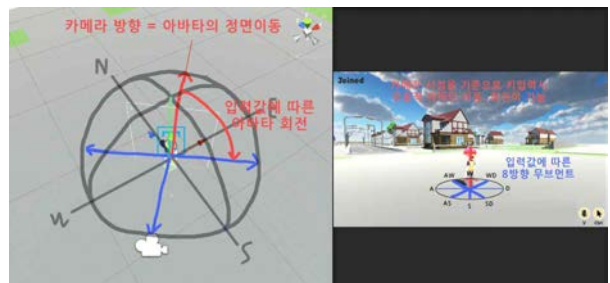 카메라 방향 = 아바타의 정면이동
N
입력값에 따른
아바타 회전
E
W
S
Joined
입력값에 따른
8방향 무브먼트
W
AW
WD
A
D
AS
S
SD